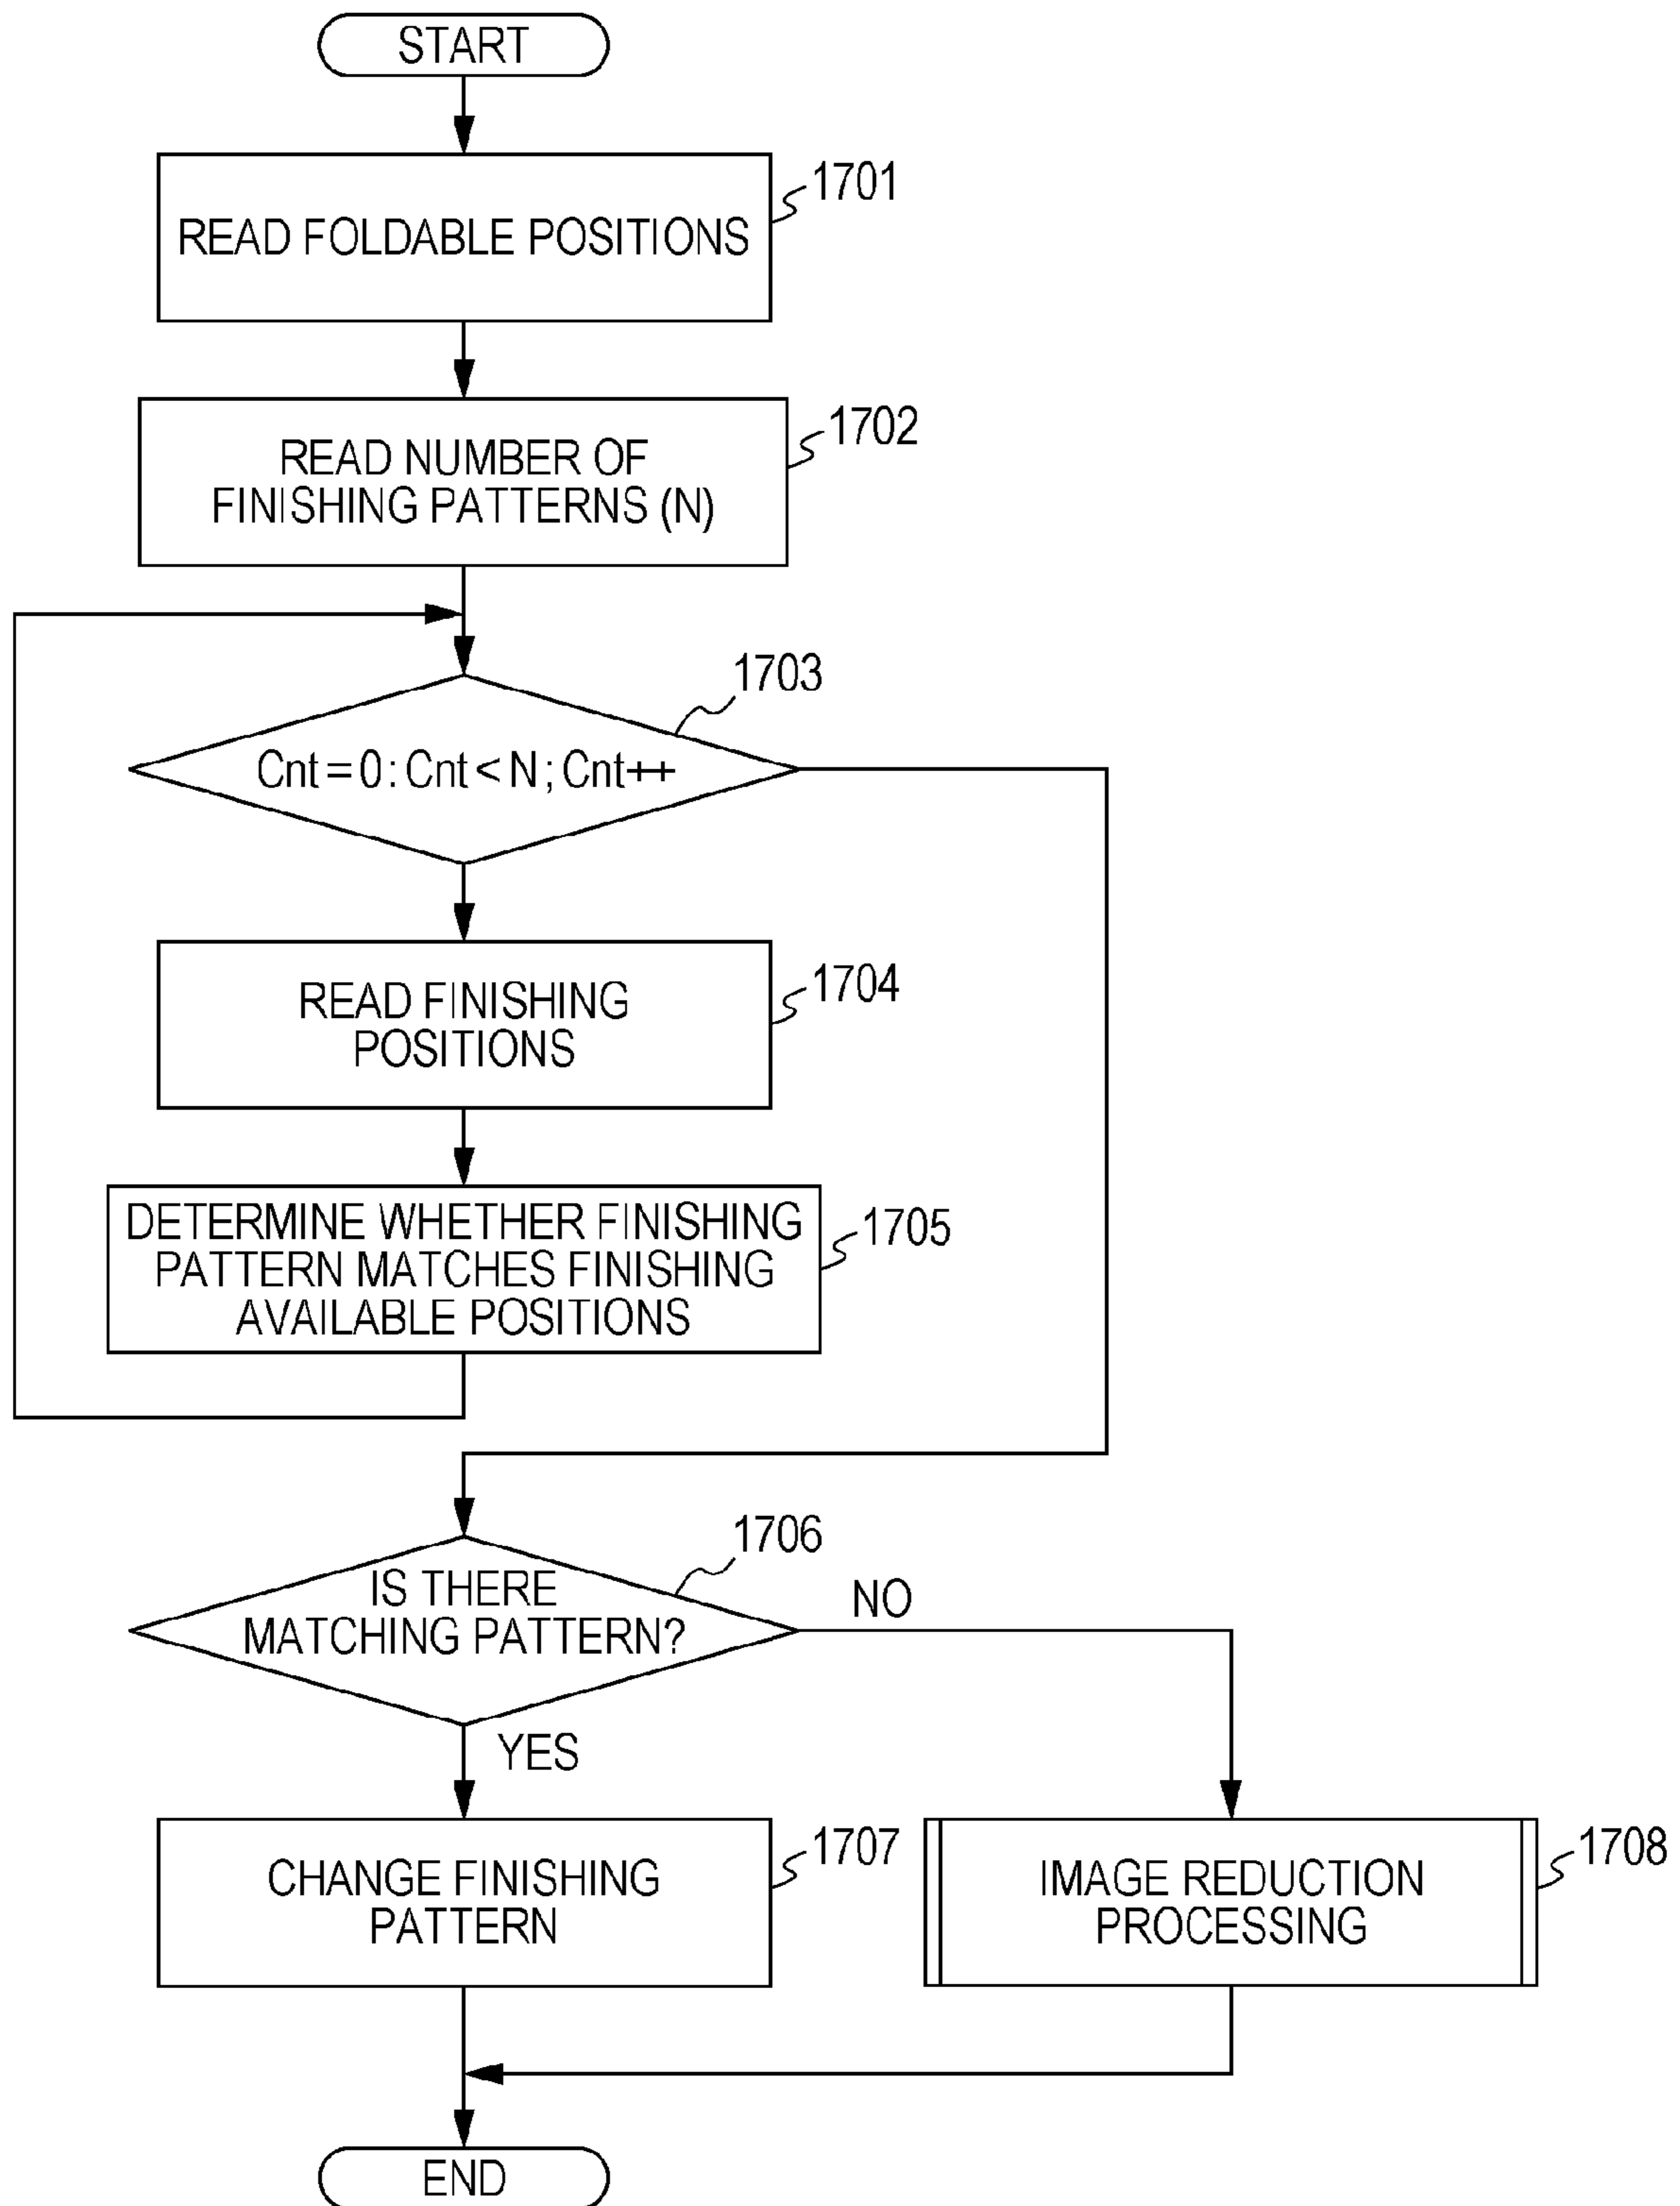 START
1701
READ FOLDABLE POSITIONS
1702
READ NUMBER OF
FINISHING PATTERNS (N)
1703
Cnt=0:Cnt<N;Cnt++
1704
READ FINISHING
POSITIONS
1705
DETERMINE WHETHER FINISHING
PATTERN MATCHES FINISHING
AVAILABLE POSITIONS
1706
IS THERE
MATCHING PATTERN?
NO
YES
1707
CHANGE FINISHING
PATTERN
1708
IMAGE REDUCTION
PROCESSING
END